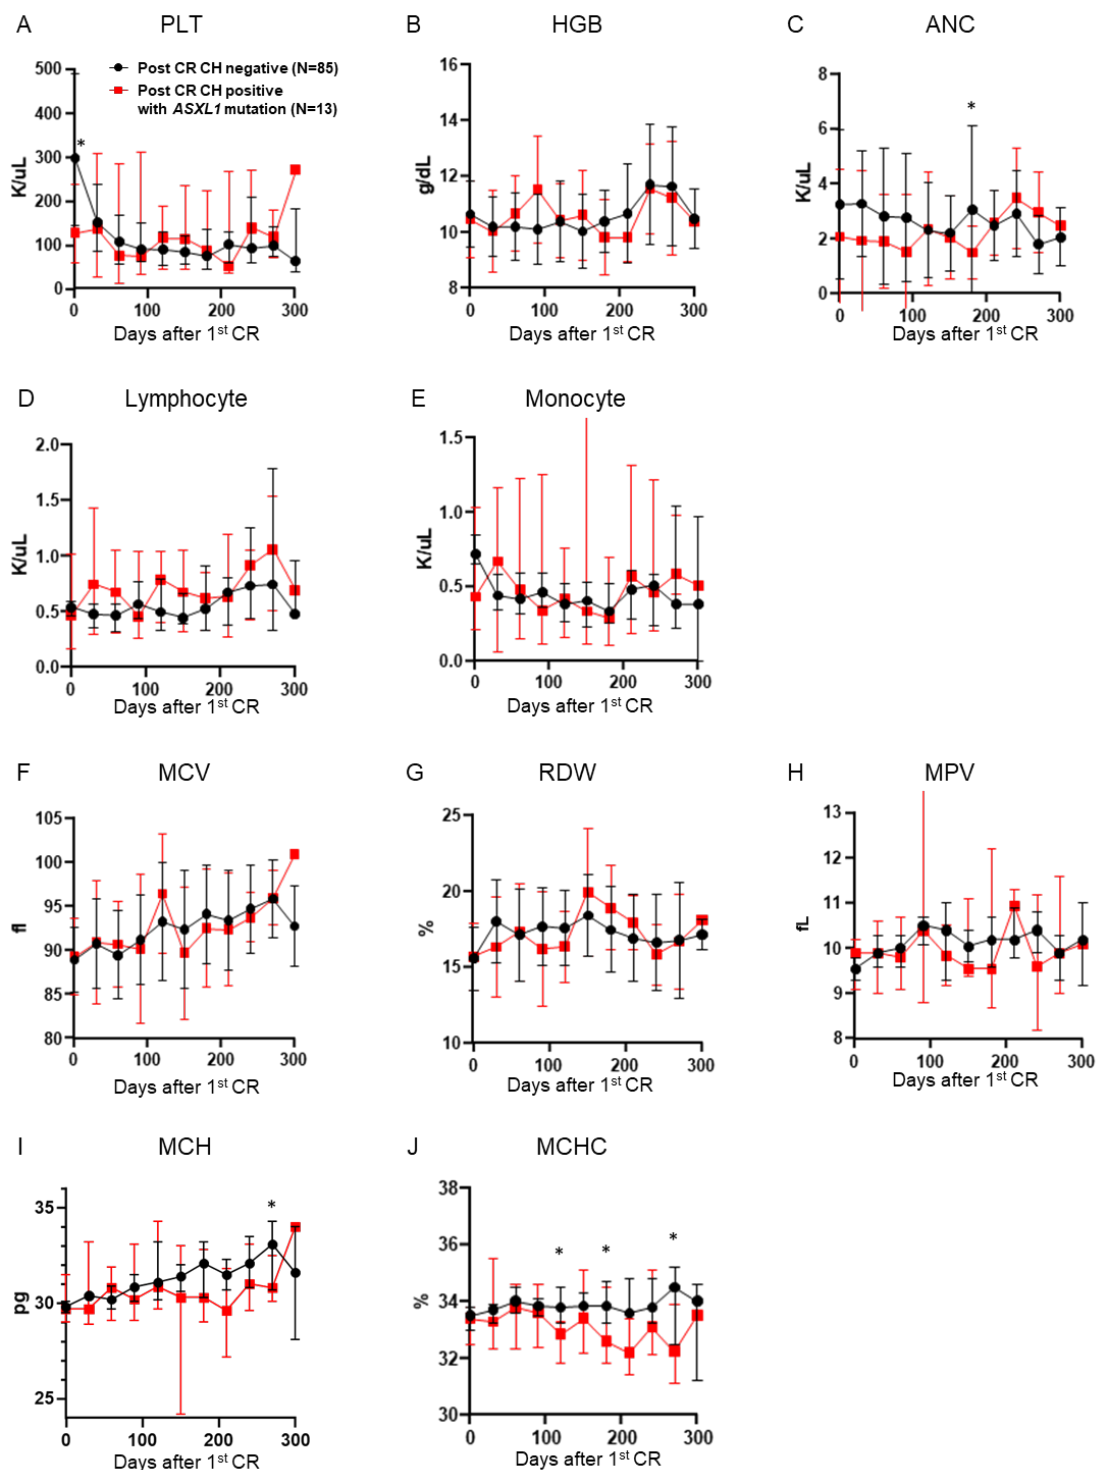 A PLT
500
400
300
200
100
0
K/uL
Post CR CH negative (N=85)
Post CR CH positive
with ASXL1 mutation (N=13)
*
0 100 200 300
Days after 1st CR
B HGB
16
14
12
10
8
g/dL
0 100 200 300
Days after 1st CR
C ANC
8
6
4
2
0
K/uL
*
0 100 200 300
Days after 1st CR
D Lymphocyte
2.0
1.5
1.0
0.5
0.0
K/uL
0 100 200 300
Days after 1st CR
E Monocyte
1.5
1.0
0.5
0.0
K/uL
0 100 200 300
Days after 1st CR
F MCV
105
100
95
90
85
80
fl
0 100 200 300
Days after 1st CR
G RDW
25
20
15
10
%
0 100 200 300
Days after 1st CR
H MPV
13
12
11
10
9
8
fL
0 100 200 300
Days after 1st CR
I MCH
35
30
25
pg
*
0 100 200 300
Days after 1st CR
J MCHC
38
36
34
32
30
%
* * *
0 100 200 300
Days after 1st CR